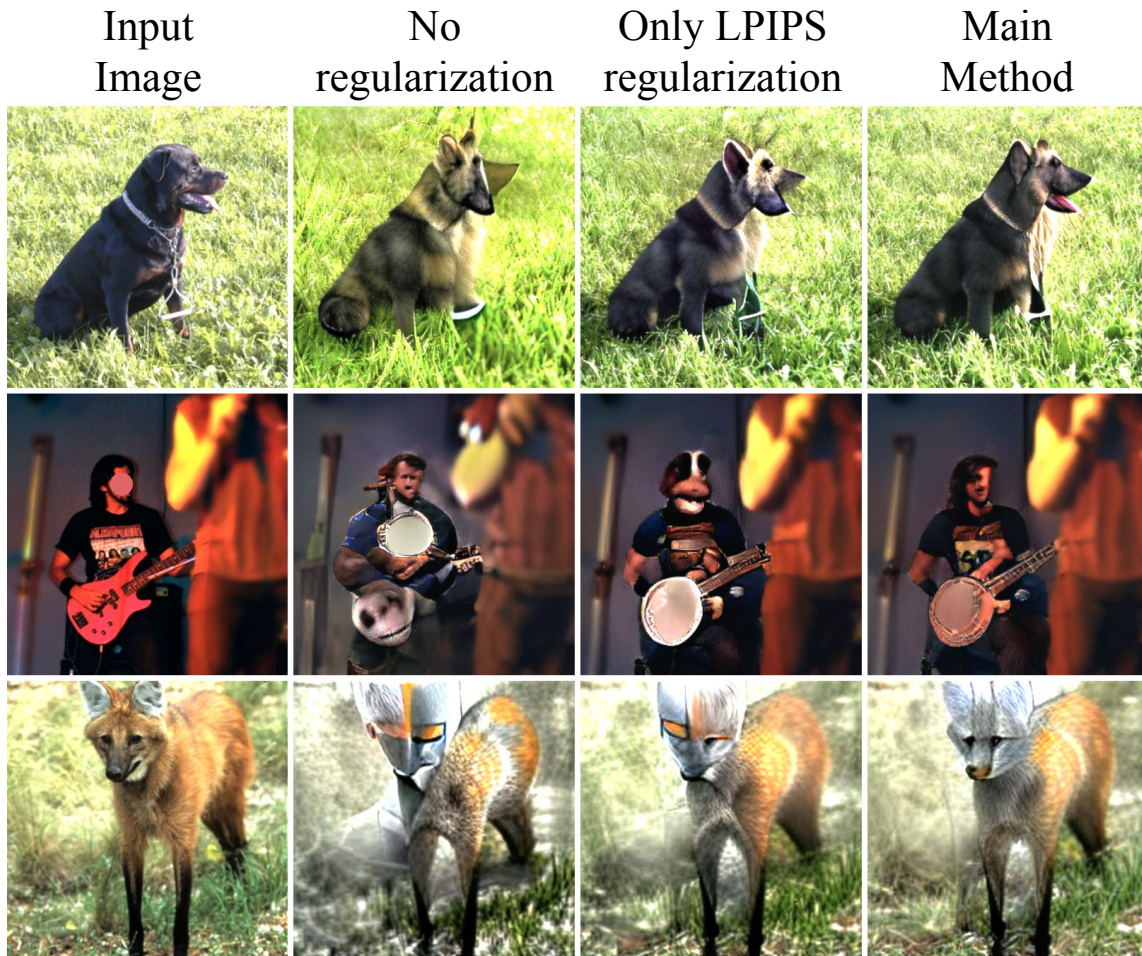 Input
Image
No
regularization
Only LPIPS
regularization
Main
Method